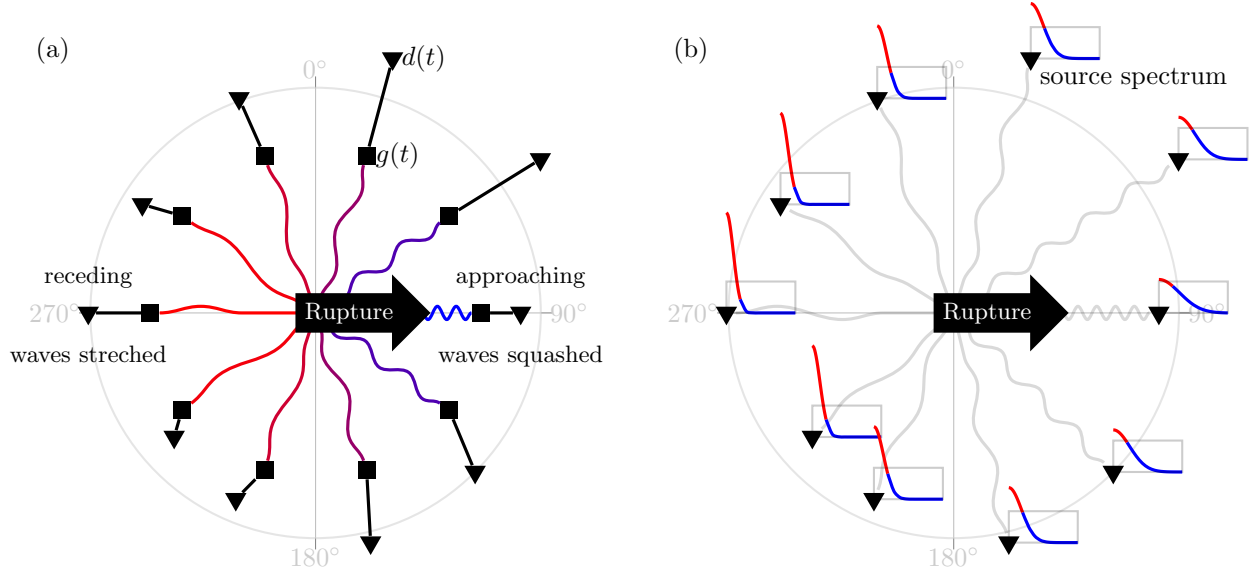 (a)
0°
d(t)
g(t)
receding
approaching
270°
Rupture
90°
waves streched
waves squashed
180°
(b)
0°
source spectrum
270°
Rupture
90°
180°